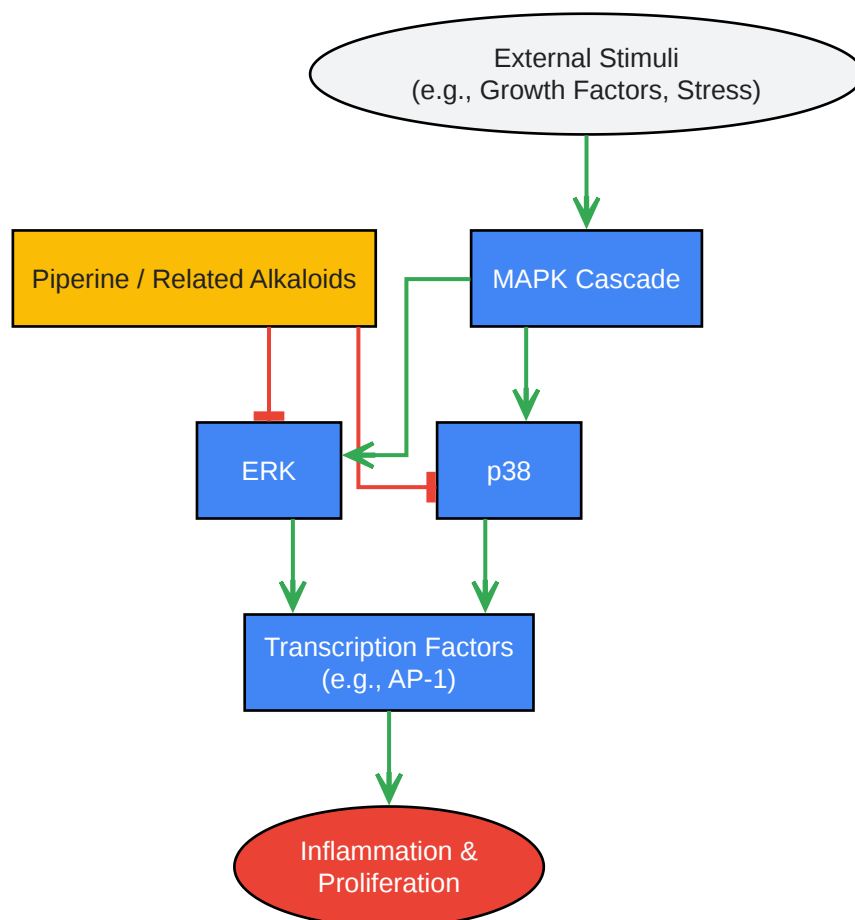 External Stimuli
(e.g., Growth Factors, Stress)
Piperine / Related Alkaloids
MAPK Cascade
ERK
p38
Transcription Factors
(e.g., AP-1)
Inflammation &
Proliferation